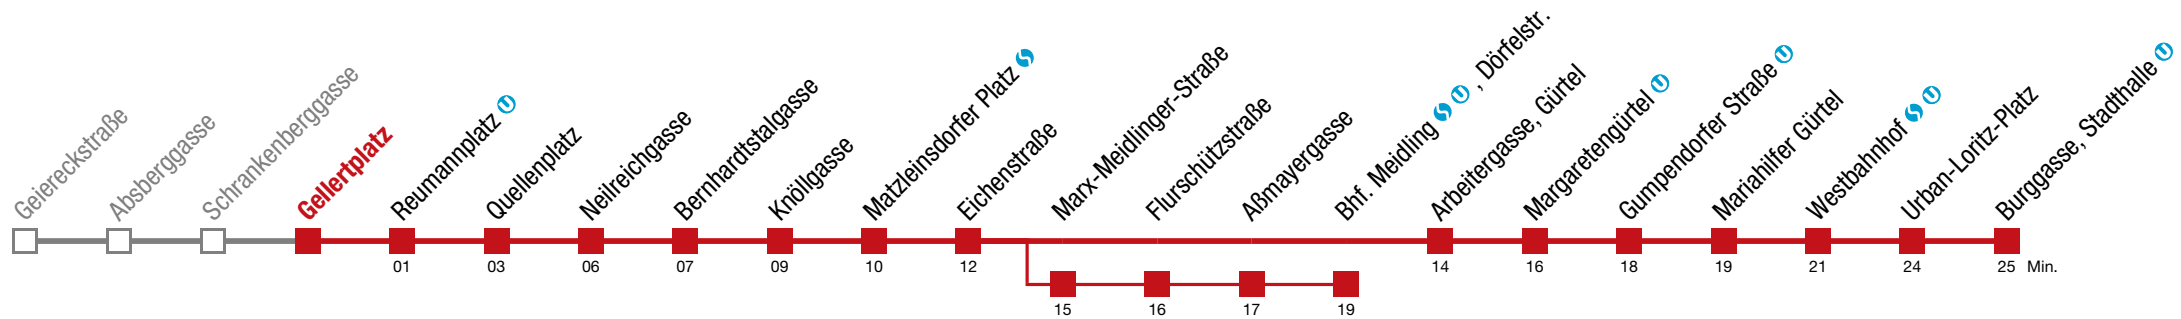 Geiereckstraße
Absberggasse
Schrankenberggasse
Gellertplatz
Reumannplatz U
Quellenplatz
Neilreichgasse
Bernhardtstalgasse
Knöllgasse
Matzleinsdorfer Platz S
Eichenstraße
Marx-Meidlinger-Straße
Flurschützstraße
Aßmayergasse
Bhf. Meidling S U , Dörfelstr.
Arbeitergasse, Gürtel
Margaretengürtel U
Gumpendorfer Straße U
Mariahilfer Gürtel
Westbahnhof S U
Urban-Loritz-Platz
Burggasse, Stadthalle U
01 03 06 07 09 10 12 14 16 18 19 21 24 25 Min.
15 16 17 19